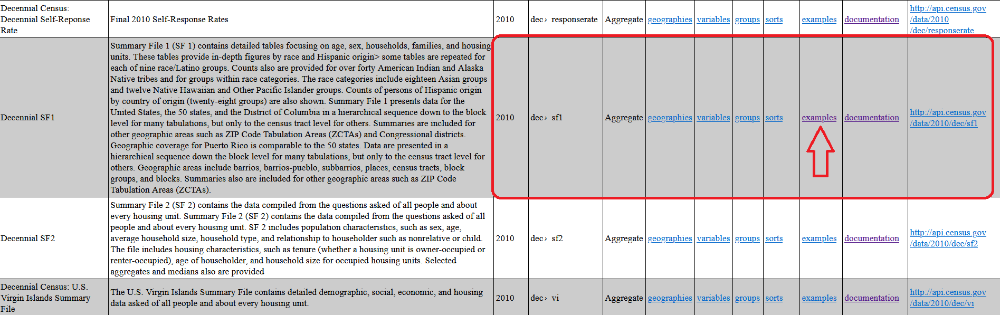 Decennial Census:
Decennial Self-Reponse
Rate
Final 2010 Self-Response Rates
2010
dec› responserate
Aggregate
geographies
variables
groups
sorts
examples
documentation
http://api.census.gov
/data/2010
/dec/responserate
Decennial SF1
Summary File 1 (SF 1) contains detailed tables focusing on age, sex, households, families, and housing
units. These tables provide in-depth figures by race and Hispanic origin> some tables are repeated for
each of nine race/Latino groups. Counts also are provided for over forty American Indian and Alaska
Native tribes and for groups within race categories. The race categories include eighteen Asian groups
and twelve Native Hawaiian and Other Pacific Islander groups. Counts of persons of Hispanic origin
by country of origin (twenty-eight groups) are also shown. Summary File 1 presents data for the
United States, the 50 states, and the District of Columbia in a hierarchical sequence down to the block
level for many tabulations, but only to the census tract level for others. Summaries are included for
other geographic areas such as ZIP Code Tabulation Areas (ZCTAs) and Congressional districts.
Geographic coverage for Puerto Rico is comparable to the 50 states. Data are presented in a
hierarchical sequence down the block level for many tabulations, but only to the census tract level for
others. Geographic areas include barrios, barrios-pueblo, subbarrios, places, census tracts, block
groups, and blocks. Summaries also are included for other geographic areas such as ZIP Code
Tabulation Areas (ZCTAs).
2010
dec› sf1
Aggregate
geographies
variables
groups
sorts
examples
documentation
http://api.census.gov
/data/2010/dec/sf1
Decennial SF2
Summary File 2 (SF 2) contains the data compiled from the questions asked of all people and about
every housing unit. Summary File 2 (SF 2) contains the data compiled from the questions asked of all
people and about every housing unit. SF 2 includes population characteristics, such as sex, age,
average household size, household type, and relationship to householder such as nonrelative or child.
The file includes housing characteristics, such as tenure (whether a housing unit is owner-occupied or
renter-occupied), age of householder, and household size for occupied housing units. Selected
aggregates and medians also are provided
2010
dec› sf2
Aggregate
geographies
variables
groups
sorts
examples
documentation
http://api.census.gov
/data/2010/dec/sf2
Decennial Census: U.S.
Virgin Islands Summary
File
The U.S. Virgin Islands Summary File contains detailed demographic, social, economic, and housing
data asked of all people and about every housing unit.
2010
dec› vi
Aggregate
geographies
variables
groups
sorts
examples
documentation
http://api.census.gov
/data/2010/dec/vi